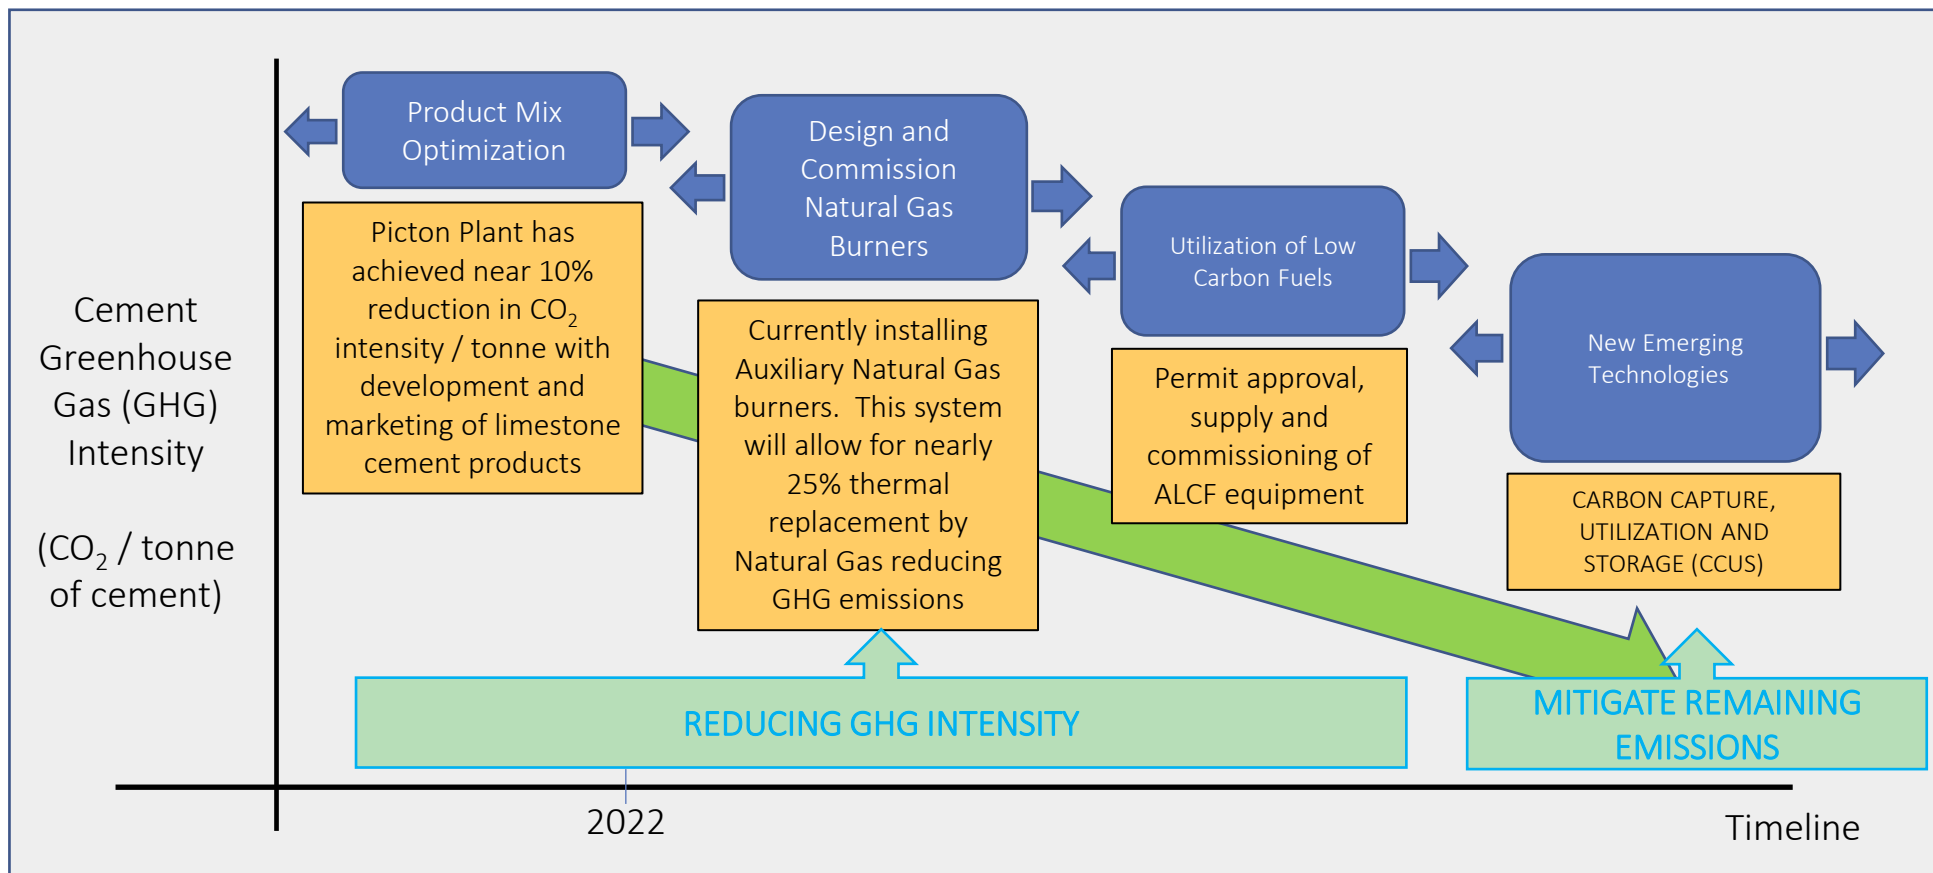 Product Mix
Optimization
Design and
Commission
Natural Gas
Burners
Utilization of Low
Carbon Fuels
New Emerging
Technologies
Picton Plant has
achieved near 10%
reduction in CO₂
intensity / tonne with
development and
marketing of limestone
cement products
Currently installing
Auxiliary Natural Gas
burners.  This system
will allow for nearly
25% thermal
replacement by
Natural Gas reducing
GHG emissions
Permit approval,
supply and
commissioning of
ALCF equipment
CARBON CAPTURE,
UTILIZATION AND
STORAGE (CCUS)
Cement
Greenhouse
Gas (GHG)
Intensity
(CO₂ / tonne
of cement)
REDUCING GHG INTENSITY
MITIGATE REMAINING
EMISSIONS
2022
Timeline